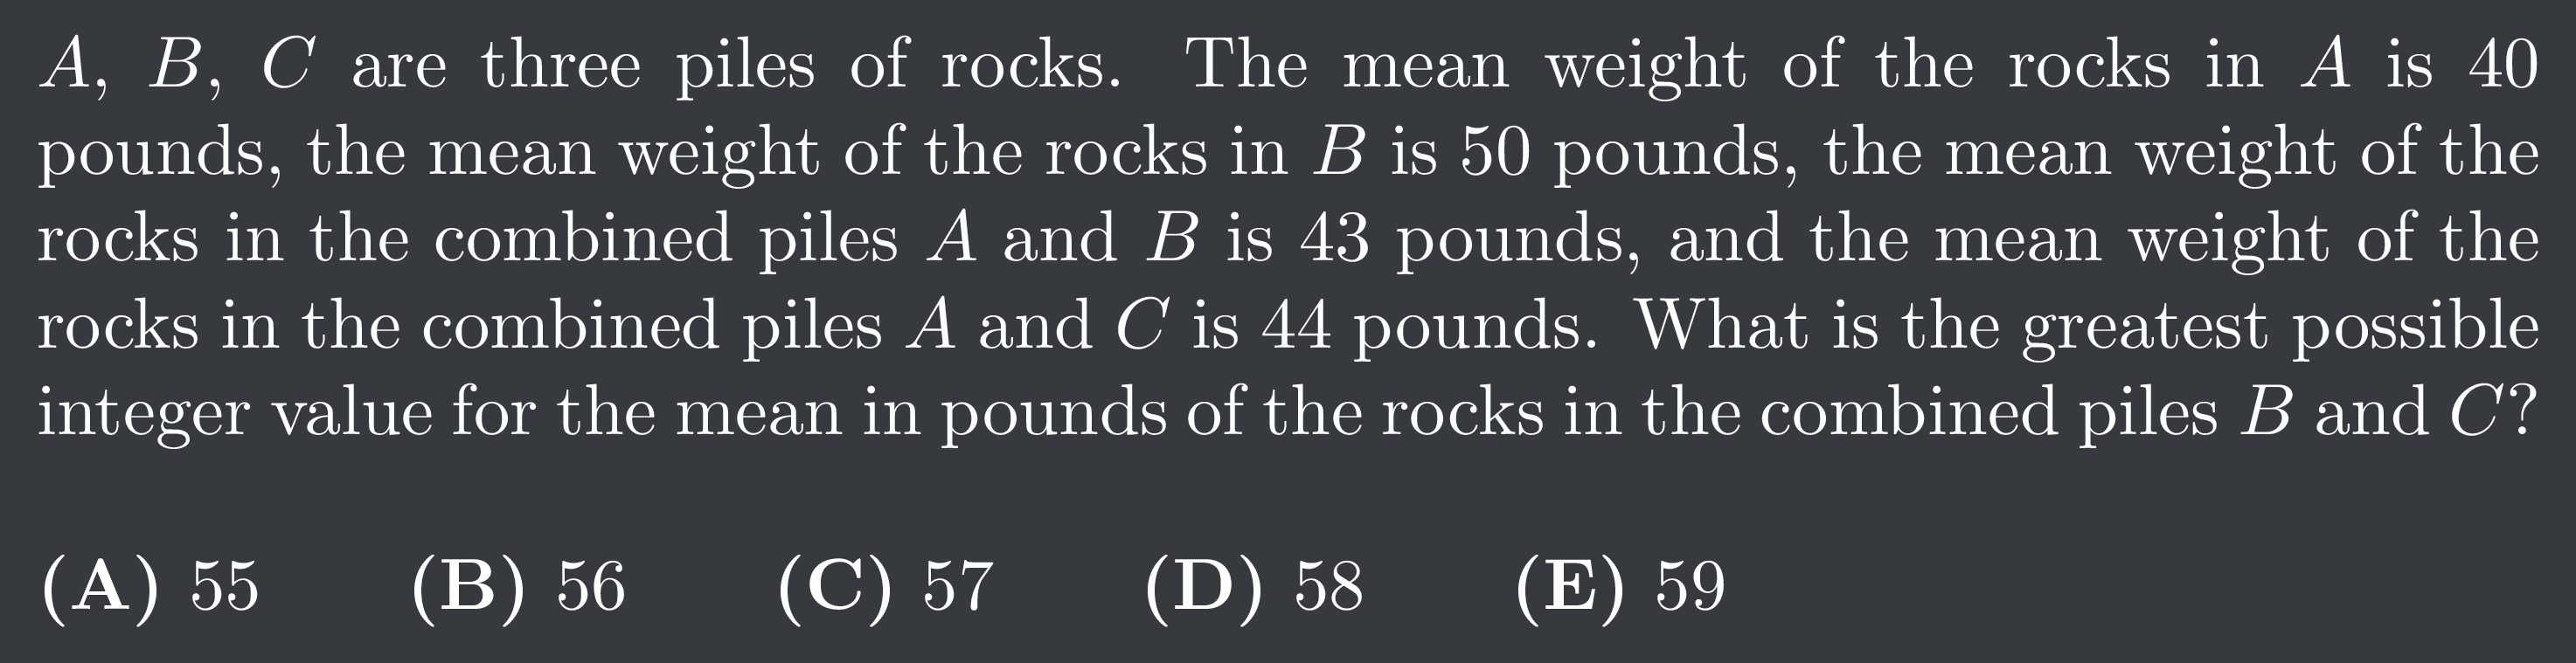 A, B, C are three piles of rocks. The mean weight of the rocks in A is 40
pounds, the mean weight of the rocks in B is 50 pounds, the mean weight of the
rocks in the combined piles A and B is 43 pounds, and the mean weight of the
rocks in the combined piles A and C is 44 pounds. What is the greatest possible
integer value for the mean in pounds of the rocks in the combined piles B and C?
(A) 55 (B) 56 (C) 57 (D) 58 (E) 59